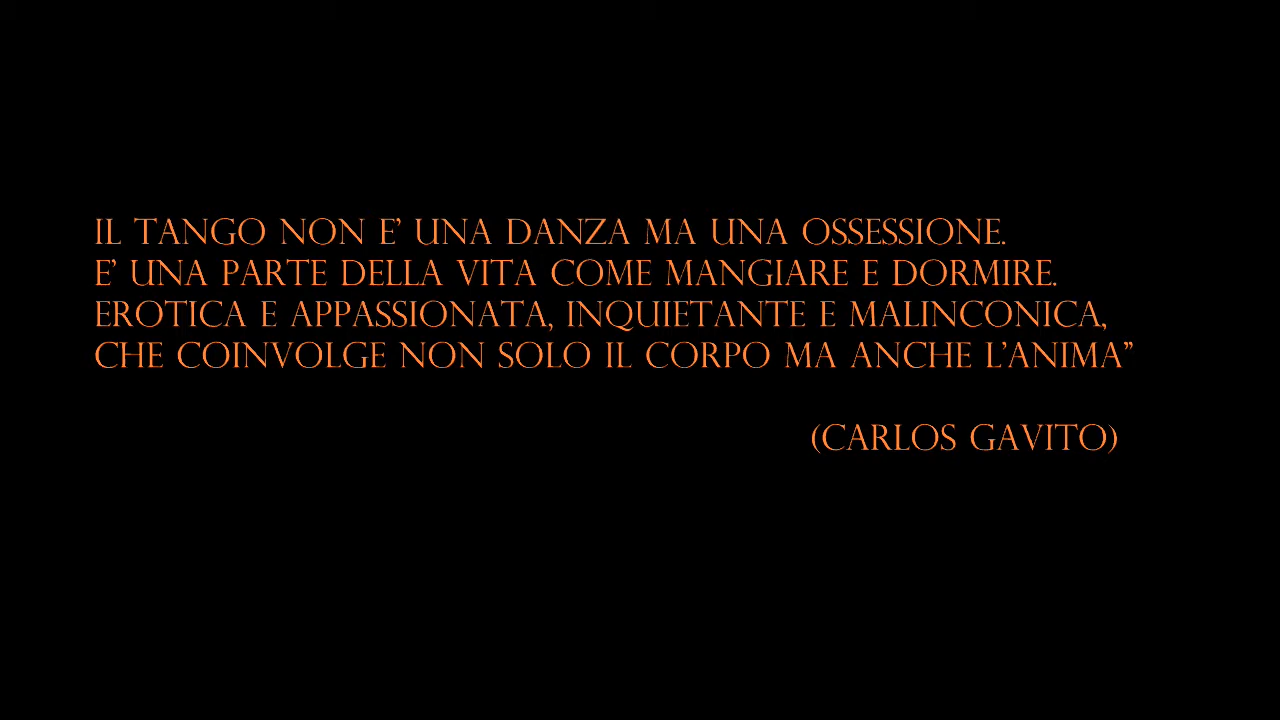 IL TANGO NON E' UNA DANZA MA UNA OSSESSIONE.
E' UNA PARTE DELLA VITA COME MANGIARE E DORMIRE.
EROTICA E APPASSIONATA, INQUIETANTE E MALINCONICA,
CHE COINVOLGE NON SOLO IL CORPO MA ANCHE L'ANIMA"
(CARLOS GAVITO)